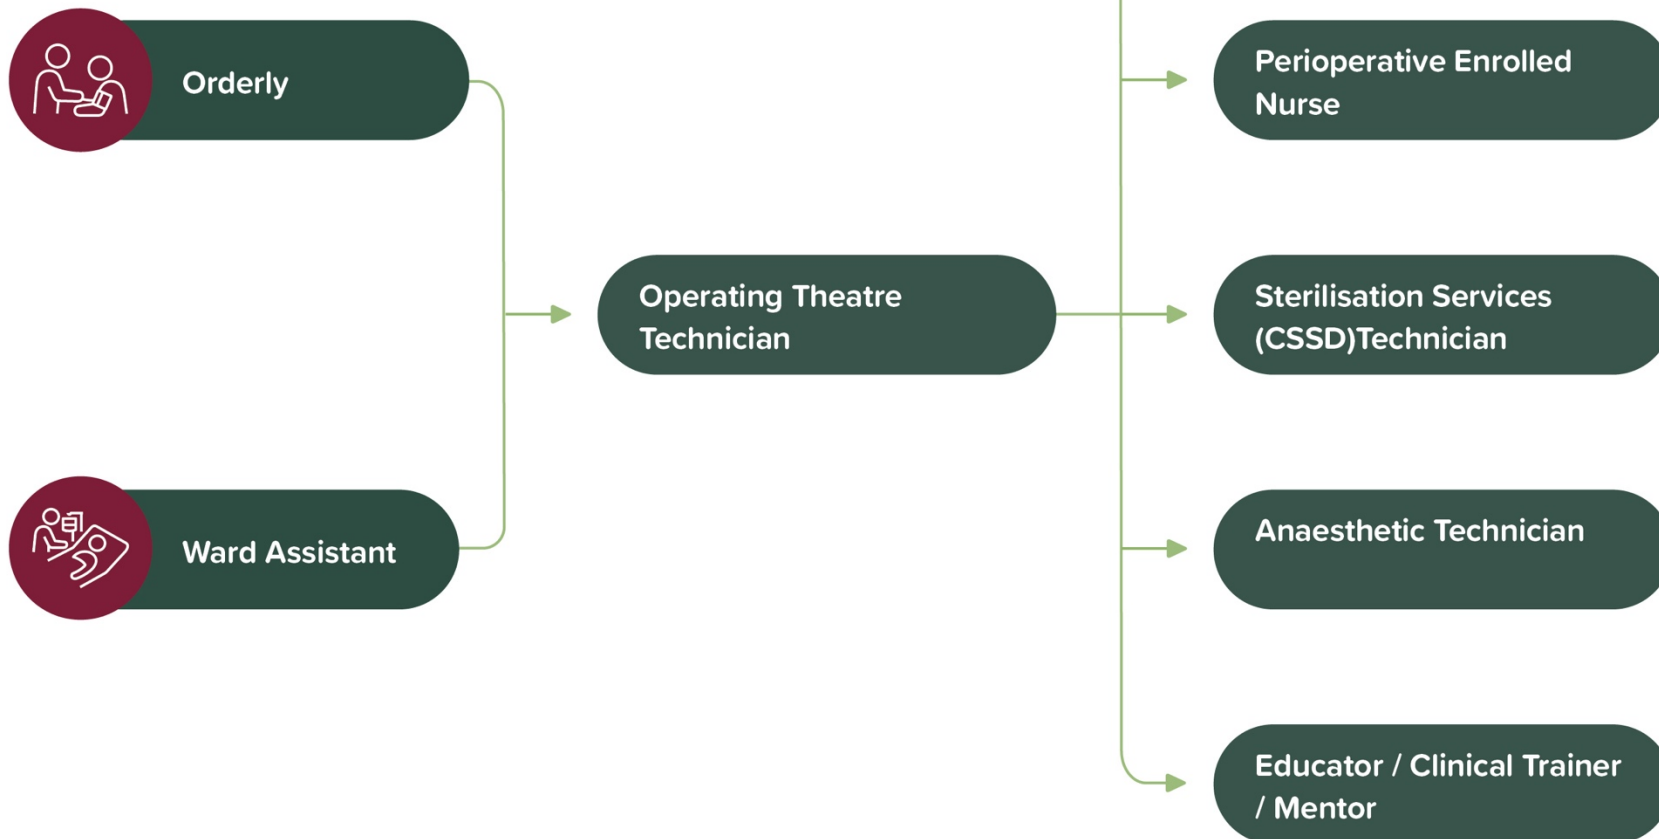 Orderly
Ward Assistant
Operating Theatre
Technician
Perioperative Enrolled
Nurse
Sterilisation Services
(CSSD)Technician
Anaesthetic Technician
Educator / Clinical Trainer
/ Mentor